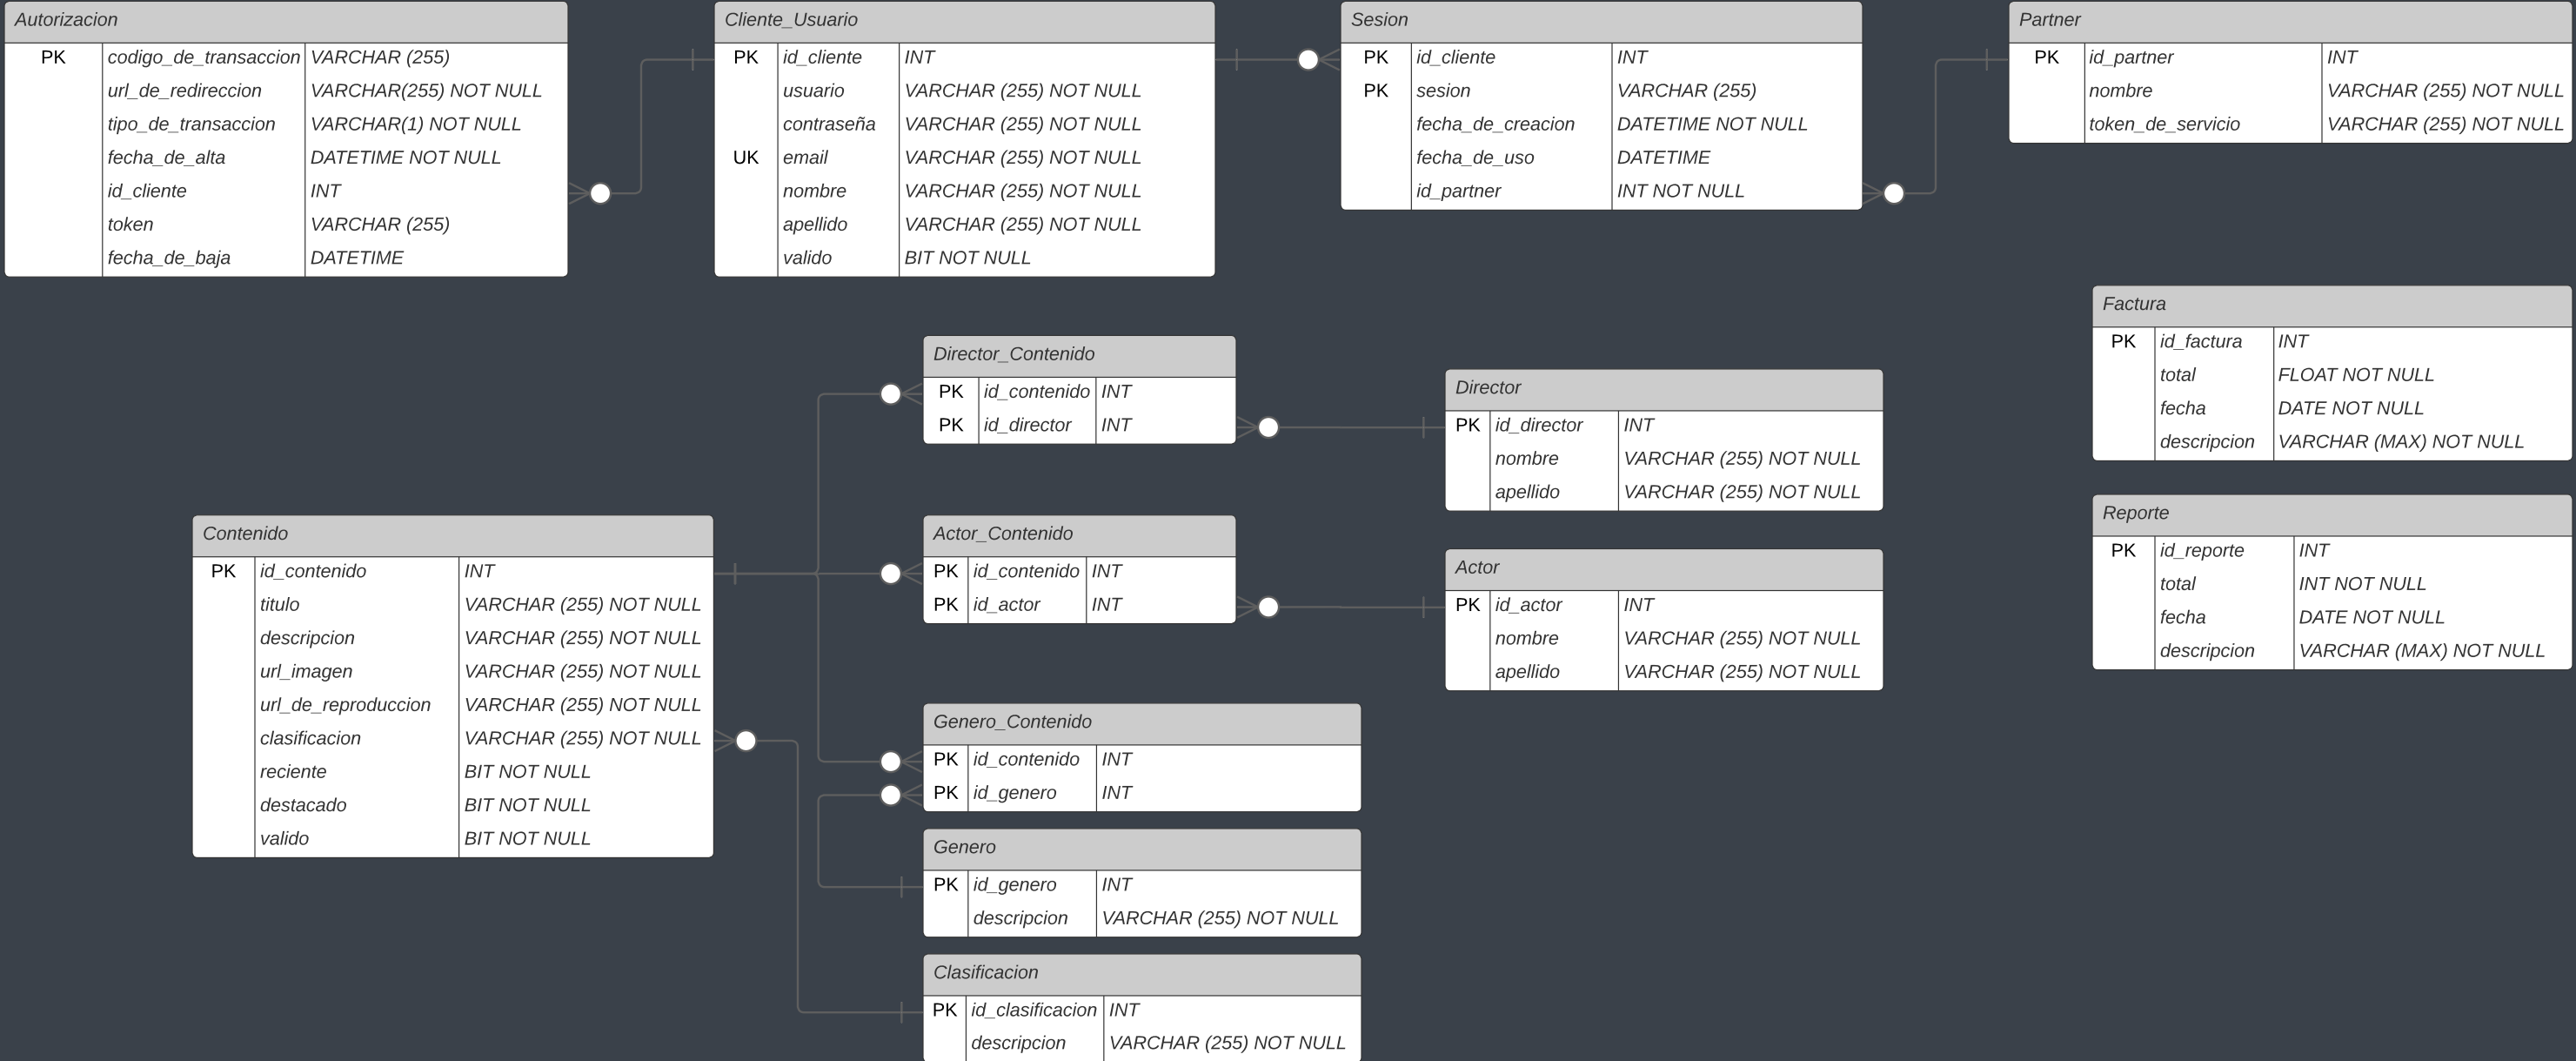 Autorizacion
PK codigo_de_transaccion VARCHAR (255)
url_de_redireccion VARCHAR(255) NOT NULL
tipo_de_transaccion VARCHAR(1) NOT NULL
fecha_de_alta DATETIME NOT NULL
id_cliente INT
token VARCHAR (255)
fecha_de_baja DATETIME
Cliente_Usuario
PK id_cliente INT
usuario VARCHAR (255) NOT NULL
contraseña VARCHAR (255) NOT NULL
UK email VARCHAR (255) NOT NULL
nombre VARCHAR (255) NOT NULL
apellido VARCHAR (255) NOT NULL
valido BIT NOT NULL
Sesion
PK id_cliente INT
PK sesion VARCHAR (255)
fecha_de_creacion DATETIME NOT NULL
fecha_de_uso DATETIME
id_partner INT NOT NULL
Partner
PK id_partner INT
nombre VARCHAR (255) NOT NULL
token_de_servicio VARCHAR (255) NOT NULL
Factura
PK id_factura INT
total FLOAT NOT NULL
fecha DATE NOT NULL
descripcion VARCHAR (MAX) NOT NULL
Director_Contenido
PK id_contenido INT
PK id_director INT
Director
PK id_director INT
nombre VARCHAR (255) NOT NULL
apellido VARCHAR (255) NOT NULL
Reporte
PK id_reporte INT
total INT NOT NULL
fecha DATE NOT NULL
descripcion VARCHAR (MAX) NOT NULL
Contenido
PK id_contenido INT
titulo VARCHAR (255) NOT NULL
descripcion VARCHAR (255) NOT NULL
url_imagen VARCHAR (255) NOT NULL
url_de_reproduccion VARCHAR (255) NOT NULL
clasificacion VARCHAR (255) NOT NULL
reciente BIT NOT NULL
destacado BIT NOT NULL
valido BIT NOT NULL
Actor_Contenido
PK id_contenido INT
PK id_actor INT
Actor
PK id_actor INT
nombre VARCHAR (255) NOT NULL
apellido VARCHAR (255) NOT NULL
Genero_Contenido
PK id_contenido INT
PK id_genero INT
Genero
PK id_genero INT
descripcion VARCHAR (255) NOT NULL
Clasificacion
PK id_clasificacion INT
descripcion VARCHAR (255) NOT NULL